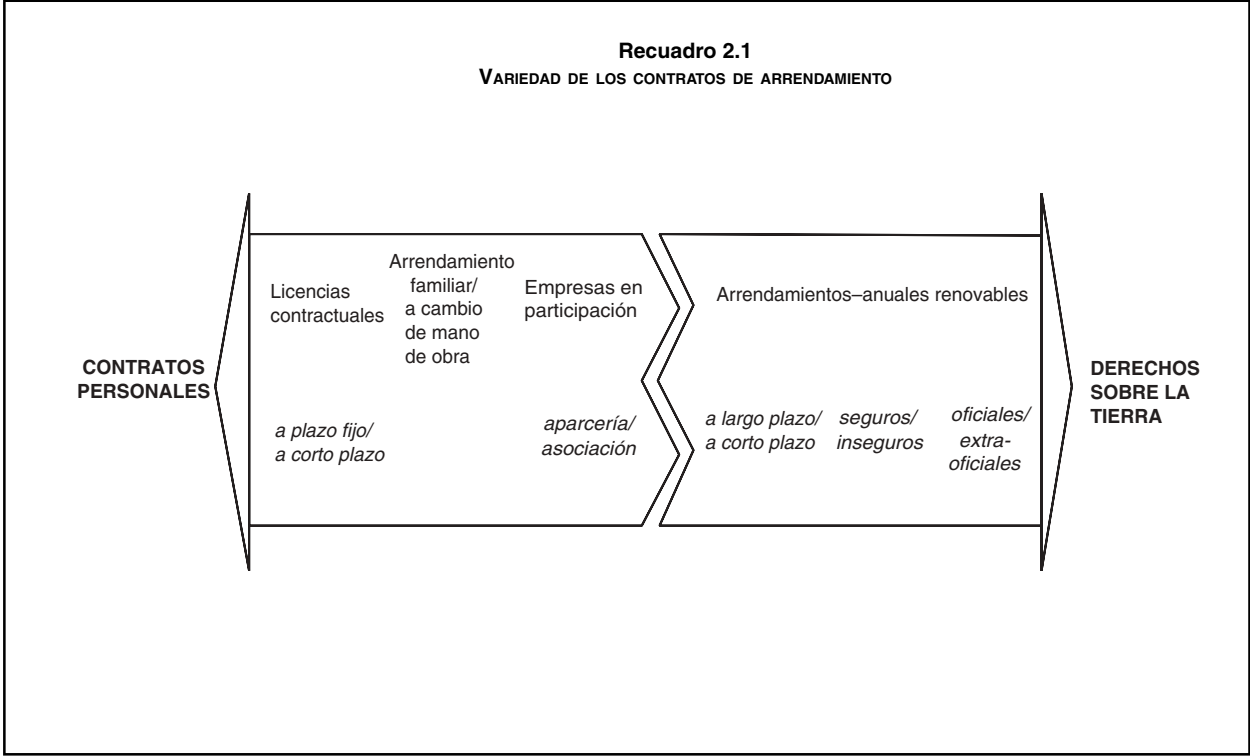 Recuadro 2.1
VARIEDAD DE LOS CONTRATOS DE ARRENDAMIENTO
CONTRATOS
PERSONALES
Licencias
contractuales
Arrendamiento
familiar/
a cambio
de mano
de obra
Empresas en
participación
Arrendamientos–anuales renovables
a plazo fijo/
a corto plazo
aparcería/
asociación
a largo plazo/
a corto plazo
seguros/
inseguros
oficiales/
extra-
oficiales
DERECHOS
SOBRE LA
TIERRA